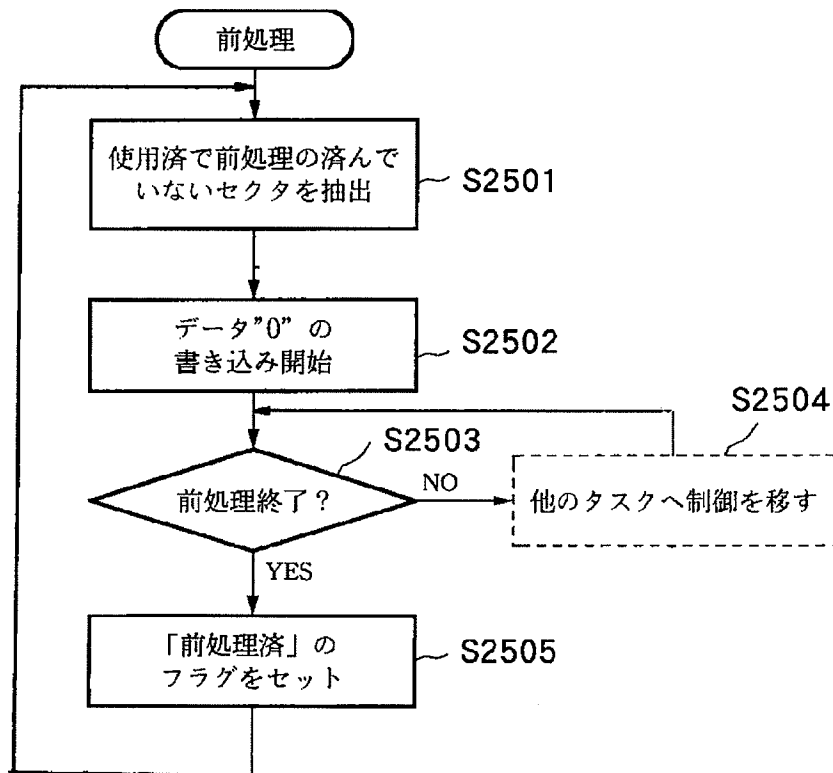 前処理
使用済で前処理の済んで
いないセクタを抽出
S2501
データ"0" の
書き込み開始
S2502
S2503
S2504
前処理終了？
NO
他のタスクへ制御を移す
YES
「前処理済」の
フラグをセット
S2505